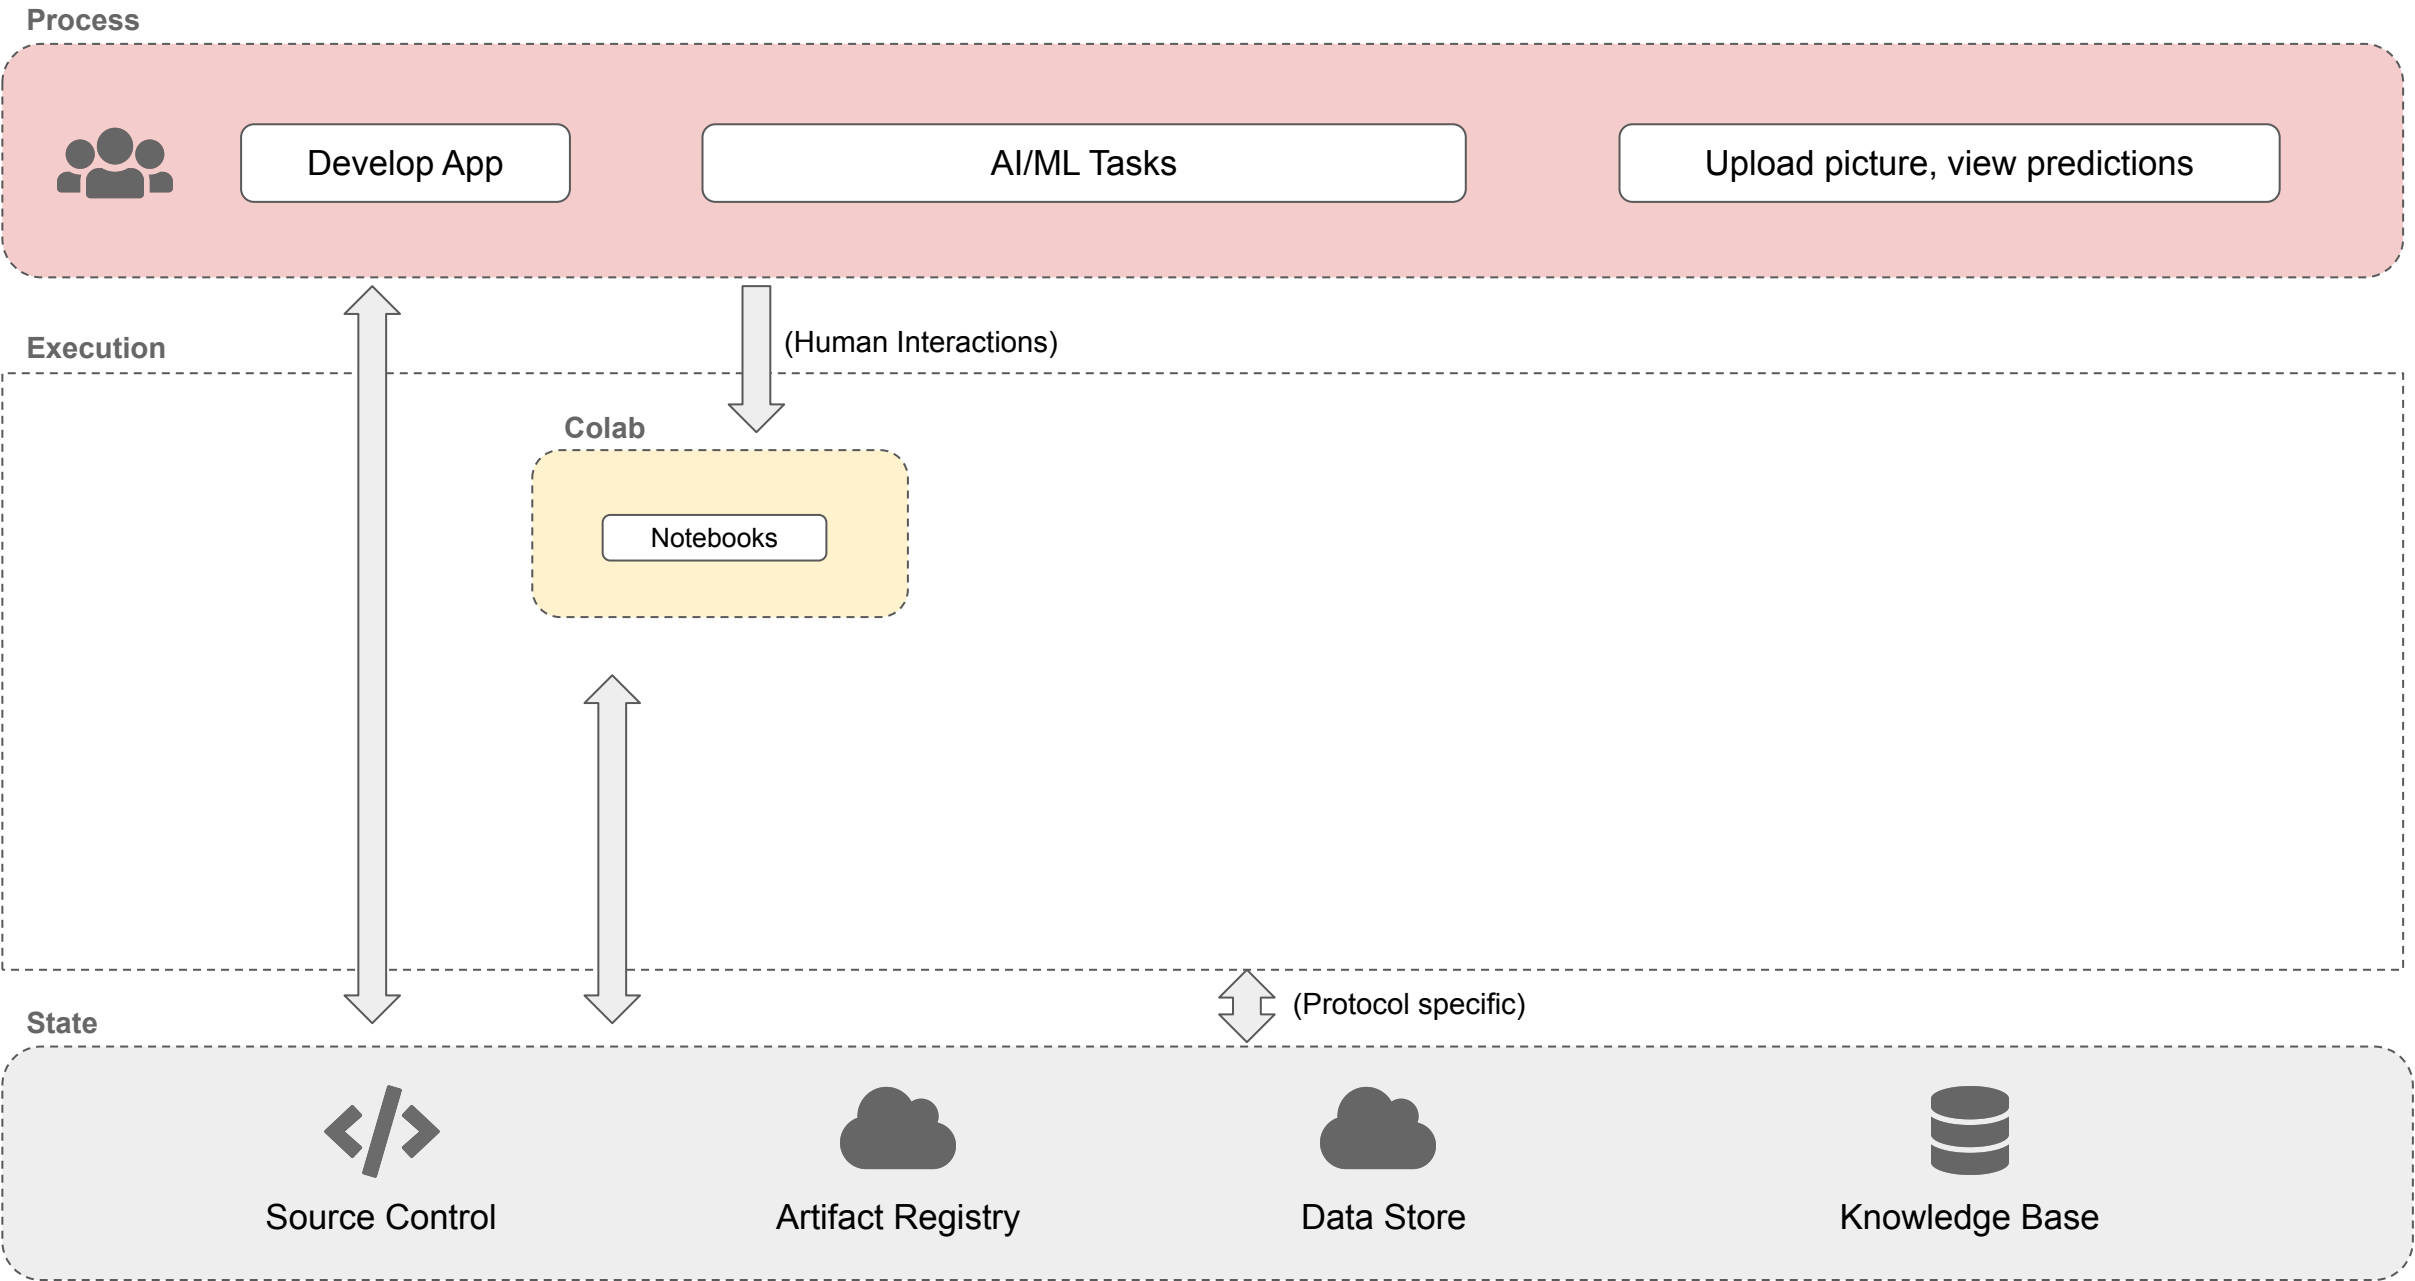 Process
Develop App
AI/ML Tasks
Upload picture, view predictions
(Human Interactions)
Execution
Colab
Notebooks
(Protocol specific)
State
Source Control
Artifact Registry
Data Store
Knowledge Base